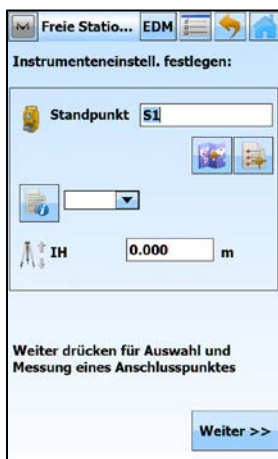 Freie Statio... EDM
Instrumenteneinstell. festlegen:
Standpunkt S1
IH 0.000 m
Weiter drücken für Auswahl und
Messung eines Anschlusspunktes
Weiter >>